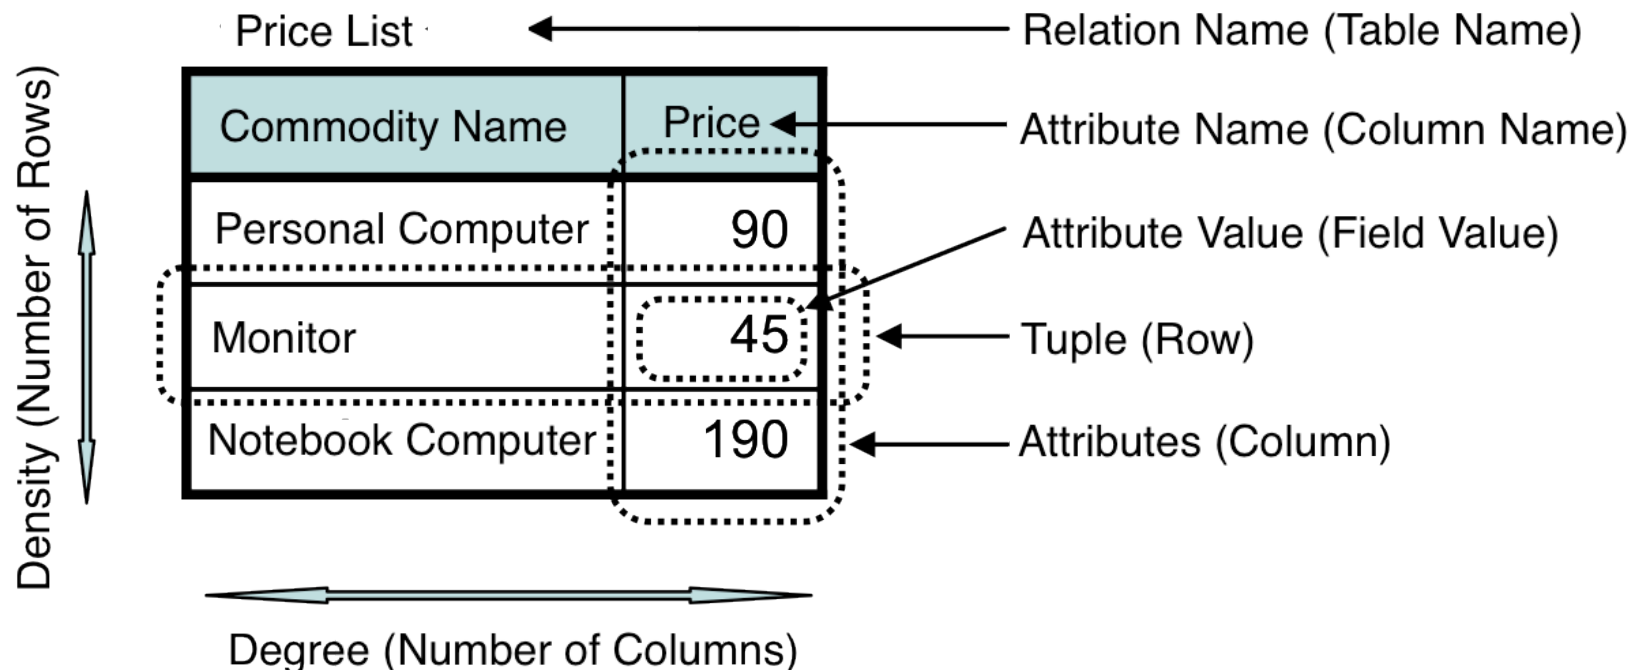 Price List
Relation Name (Table Name)
Commodity Name
Price
Attribute Name (Column Name)
Personal Computer
90
Attribute Value (Field Value)
Monitor
45
Tuple (Row)
Notebook Computer
190
Attributes (Column)
Density (Number of Rows)
Degree (Number of Columns)